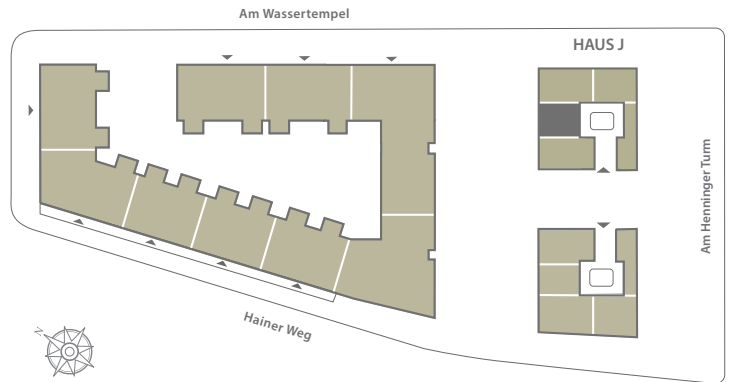 Am Wassertempel
HAUS J
Am Henninger Turm
Hainer Weg
N